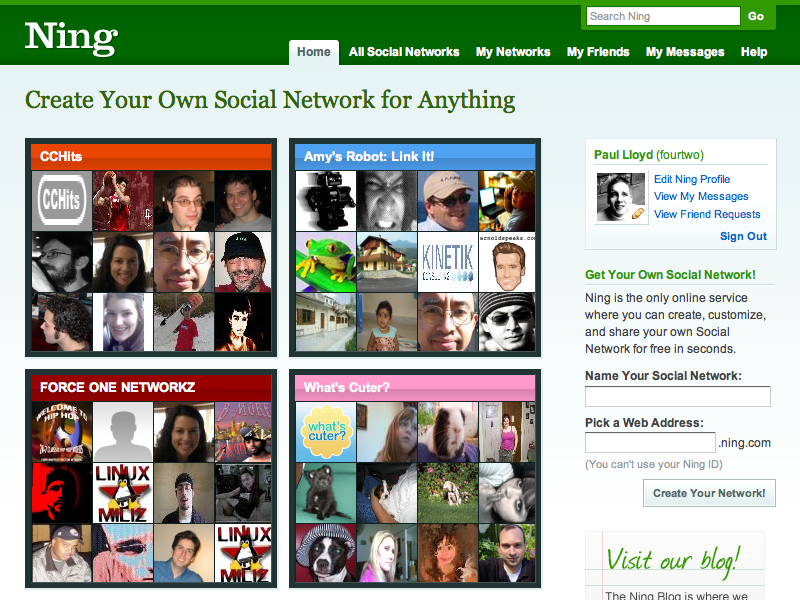 Ning
Search Ning
Go
Home
All Social Networks
My Networks
My Friends
My Messages
Help
Create Your Own Social Network for Anything
CCHits
CCHits
Amy's Robot: Link It!
arnoldspeaks.com
KINETIK
FORCE ONE NETWORKZ
WELCOME TO
HIP HOP
LINUX
MILIZ
LINUX
MILIZ
What's Cuter?
what's
cuter?
Paul Lloyd (fourtwo)
Edit Ning Profile
View My Messages
View Friend Requests
Sign Out
Get Your Own Social Network!
Ning is the only online service
where you can create, customize,
and share your own Social
Network for free in seconds.
Name Your Social Network:
Pick a Web Address:
.ning.com
(You can't use your Ning ID)
Create Your Network!
Visit our blog!
The Ning Blog is where we